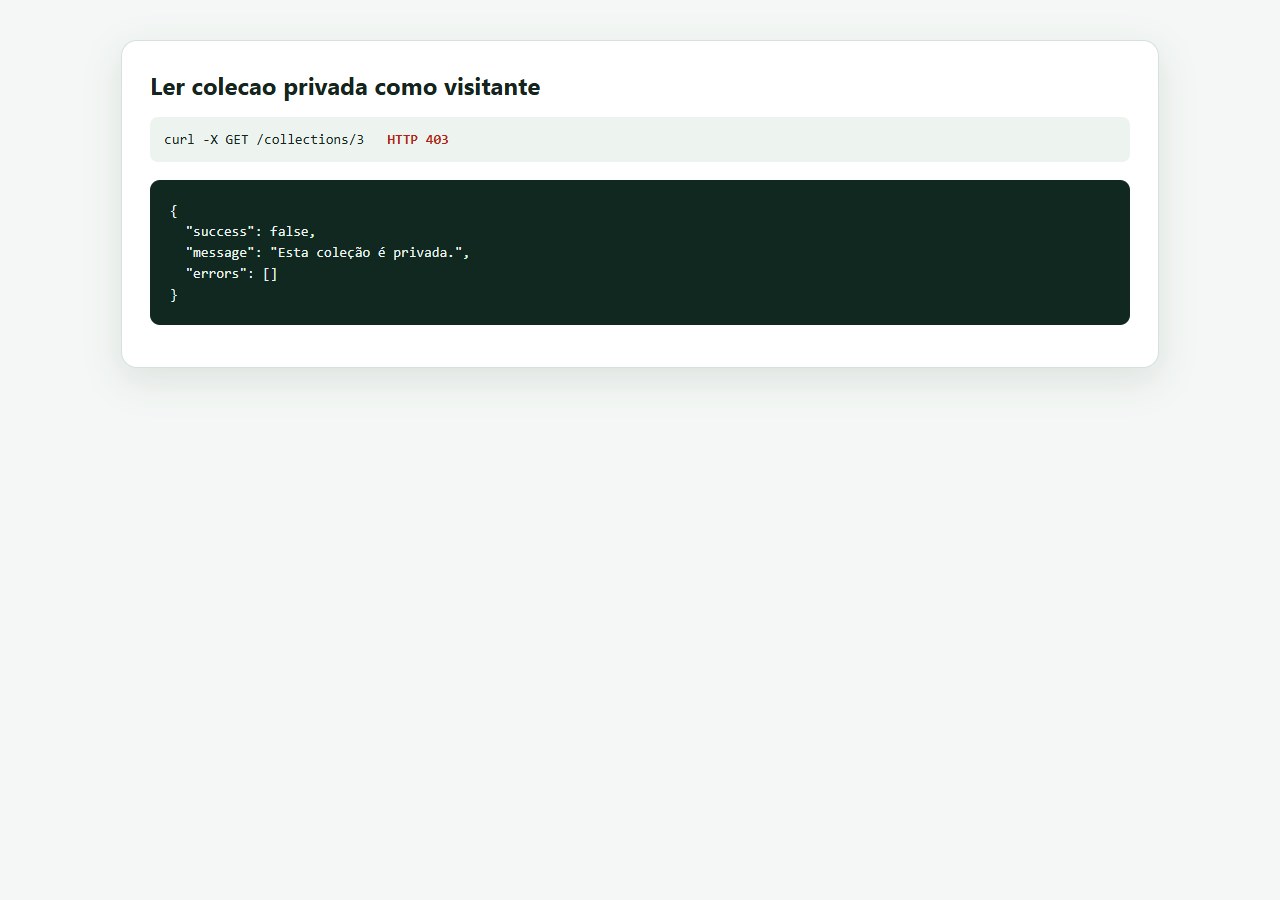 Ler colecao privada como visitante
curl -X GET /collections/3   HTTP 403
{
  "success": false,
  "message": "Esta coleção é privada.",
  "errors": []
}